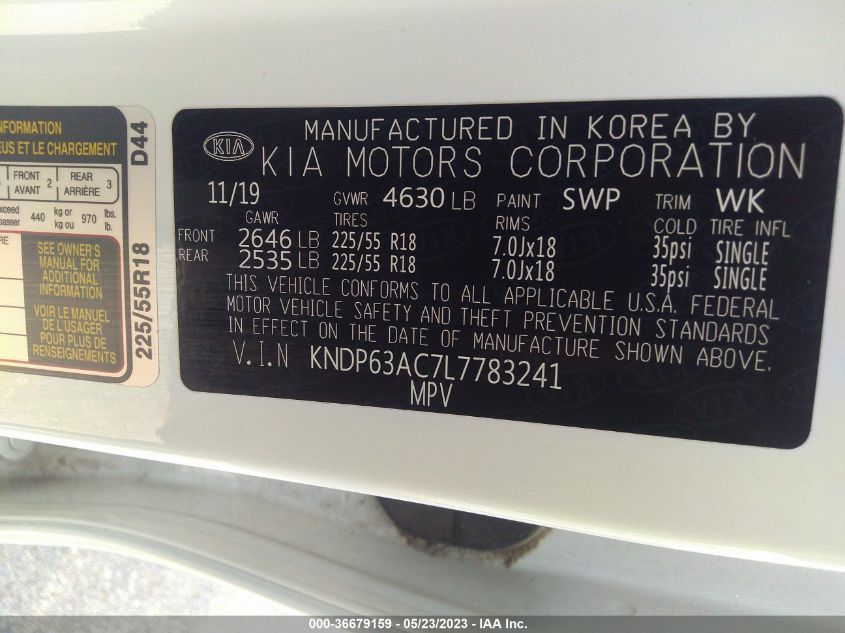 NFORMATION
EUS ET LE CHARGEMENT
FRONT 2 REAR 3
AVANT ARRIÈRE
exceed 440 kg or 970 lbs.
passer kg ou lb.
SEE OWNER'S
MANUAL FOR
ADDITIONAL
INFORMATION
VOIR LE MANUEL
DE L'USAGER
POUR PLUS DE
RENSEIGNEMENTS
225/55R18 D44
KIA
MANUFACTURED IN KOREA BY
KIA MOTORS CORPORATION
11/19 GVWR 4630 LB PAINT SWP TRIM WK
GAWR TIRES RIMS COLD TIRE INFL
FRONT 2646 LB 225/55 R18 7.0Jx18 35psi SINGLE
REAR 2535 LB 225/55 R18 7.0Jx18 35psi SINGLE
THIS VEHICLE CONFORMS TO ALL APPLICABLE U.S.A. FEDERAL
MOTOR VEHICLE SAFETY AND THEFT PREVENTION STANDARDS
IN EFFECT ON THE DATE OF MANUFACTURE SHOWN ABOVE.
V.I.N KNDP63AC7L7783241
MPV
000-36679159 — 05/23/2023 — IAA Inc.